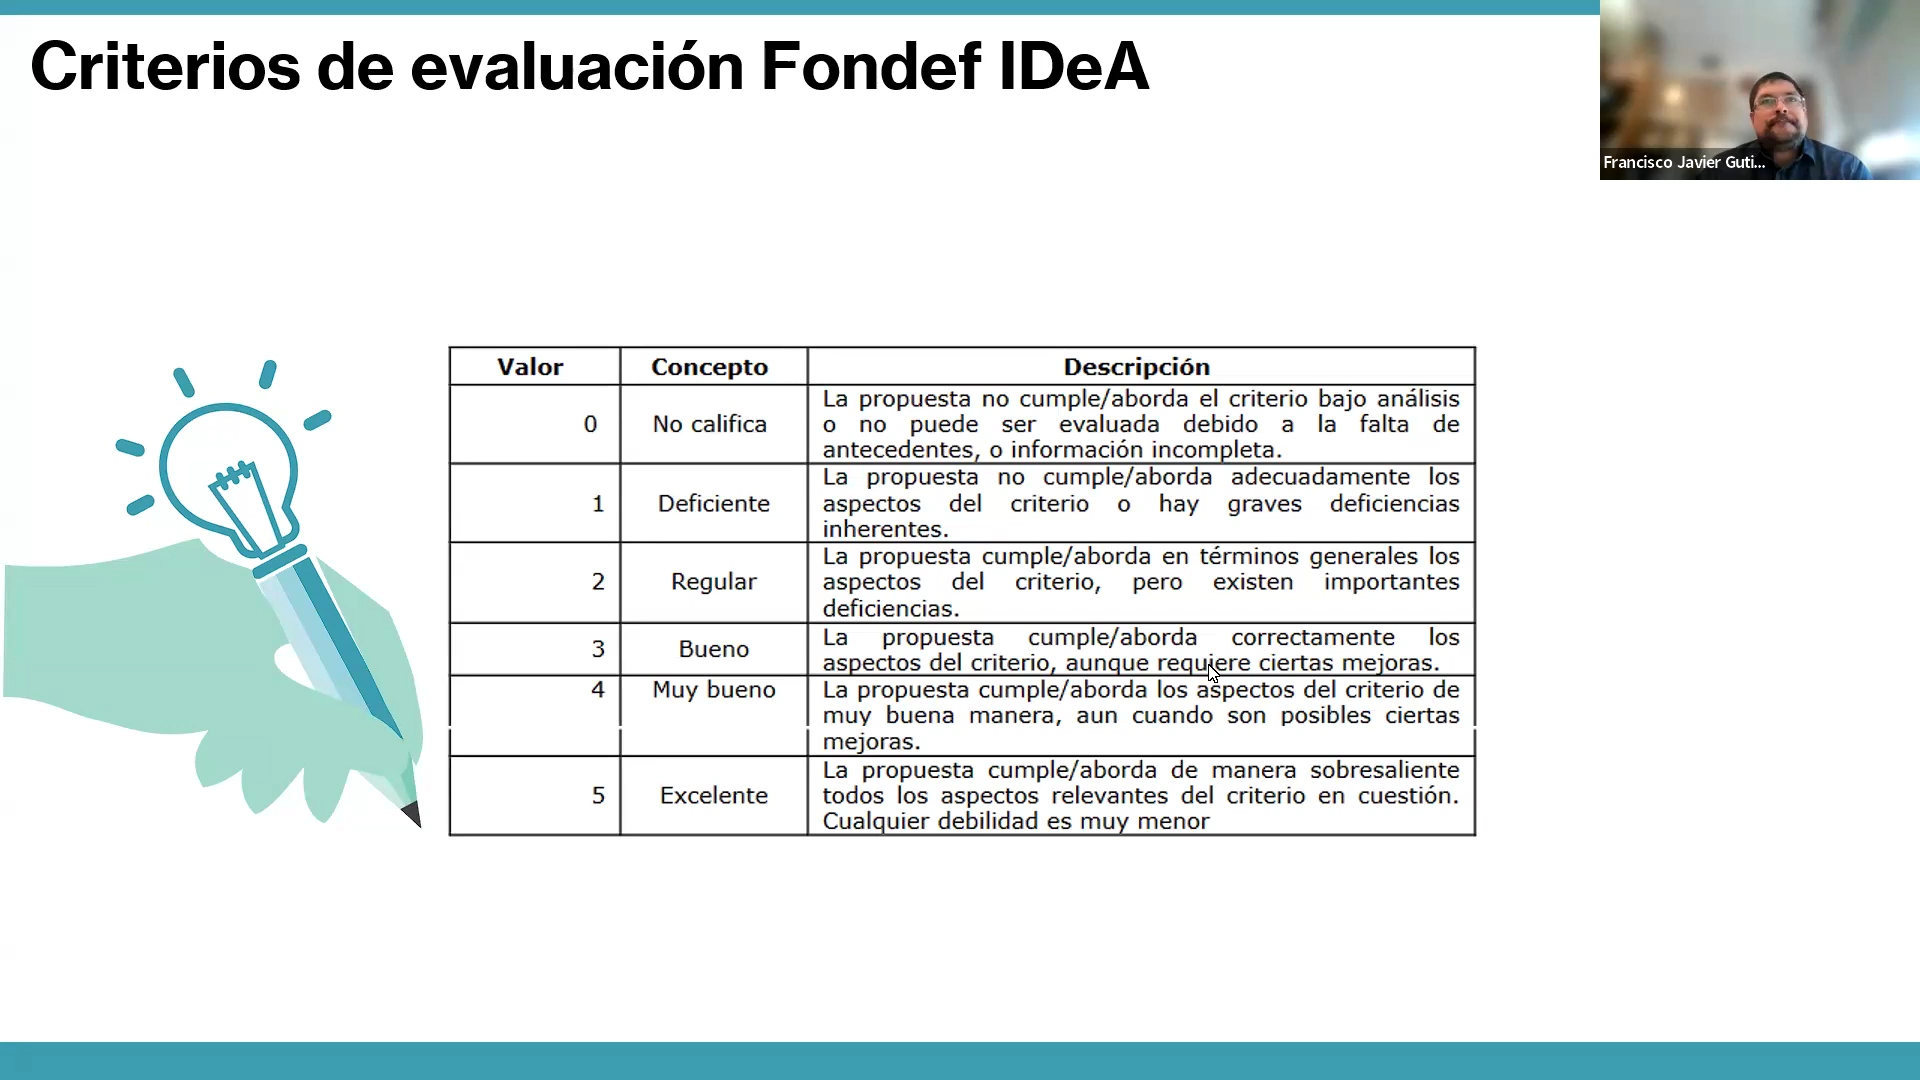 Criterios de evaluación Fondef IDeA
Francisco Javier Guti...
Valor Concepto Descripción
0 No califica La propuesta no cumple/aborda el criterio bajo análisis
o no puede ser evaluada debido a la falta de
antecedentes, o información incompleta.
1 Deficiente La propuesta no cumple/aborda adecuadamente los
aspectos del criterio o hay graves deficiencias
inherentes.
2 Regular La propuesta cumple/aborda en términos generales los
aspectos del criterio, pero existen importantes
deficiencias.
3 Bueno La propuesta cumple/aborda correctamente los
aspectos del criterio, aunque requiere ciertas mejoras.
4 Muy bueno La propuesta cumple/aborda los aspectos del criterio de
muy buena manera, aun cuando son posibles ciertas
mejoras.
5 Excelente La propuesta cumple/aborda de manera sobresaliente
todos los aspectos relevantes del criterio en cuestión.
Cualquier debilidad es muy menor